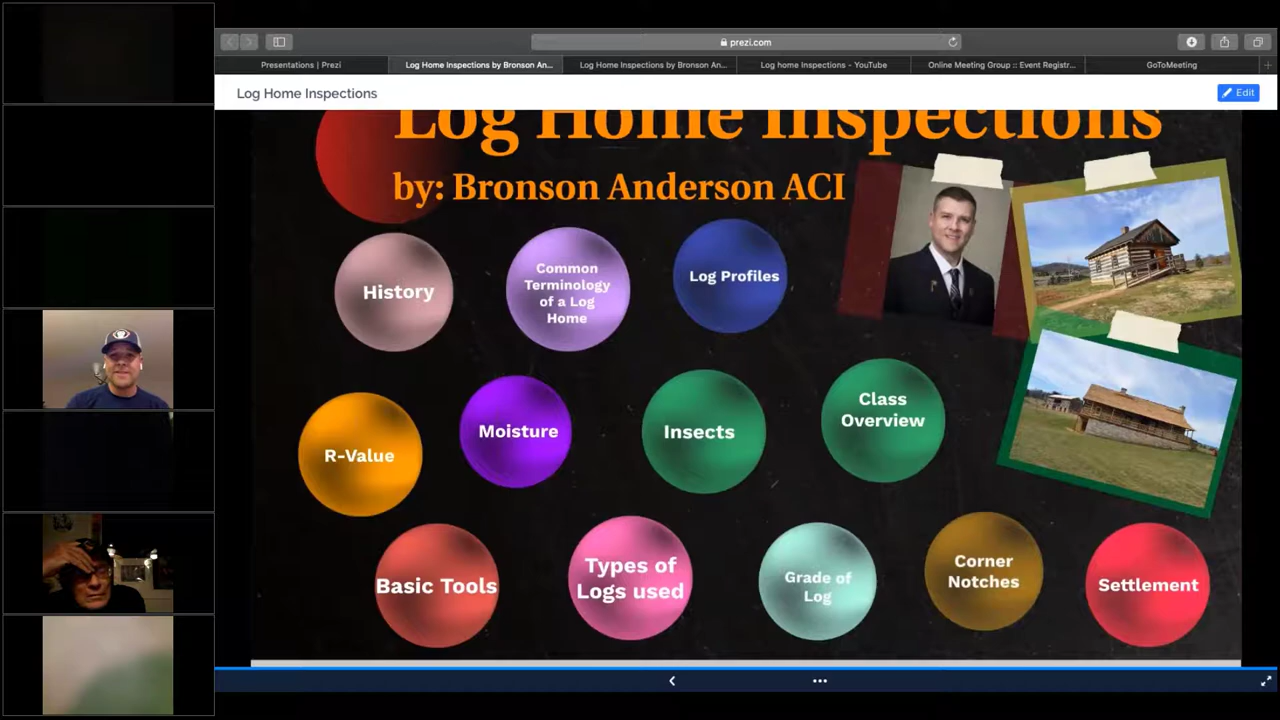 prezi.com
Presentations | Prezi
Log Home Inspections by Bronson An...
Log Home Inspections by Bronson An...
Log home Inspections - YouTube
Online Meeting Group :: Event Registr...
GoToMeeting
Log Home Inspections
Edit
Log Home Inspections
by: Bronson Anderson ACI
History
Common
Terminology
of a Log
Home
Log Profiles
R-Value
Moisture
Insects
Class
Overview
Basic Tools
Types of
Logs used
Grade of
Log
Corner
Notches
Settlement